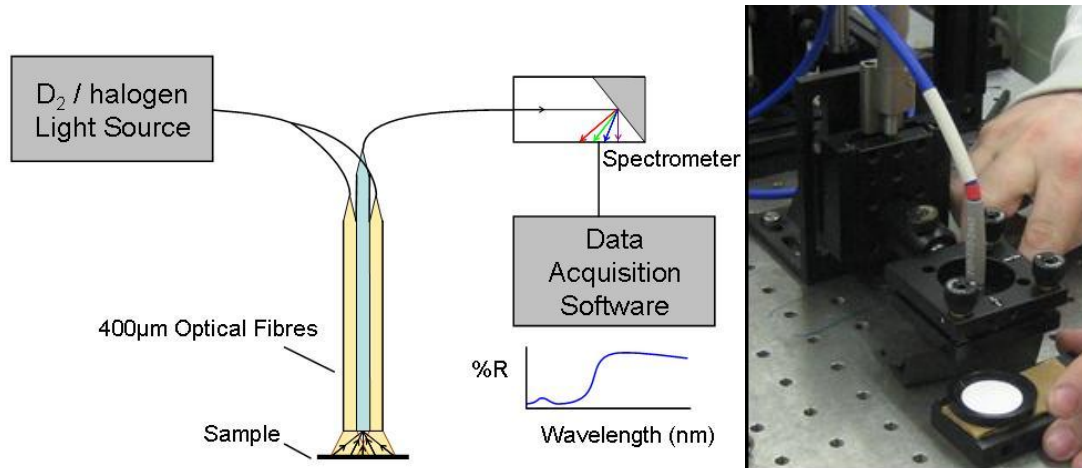 D₂ / halogen
Light Source
Spectrometer
Data
Acquisition
Software
400µm Optical Fibres
%R
Wavelength (nm)
Sample